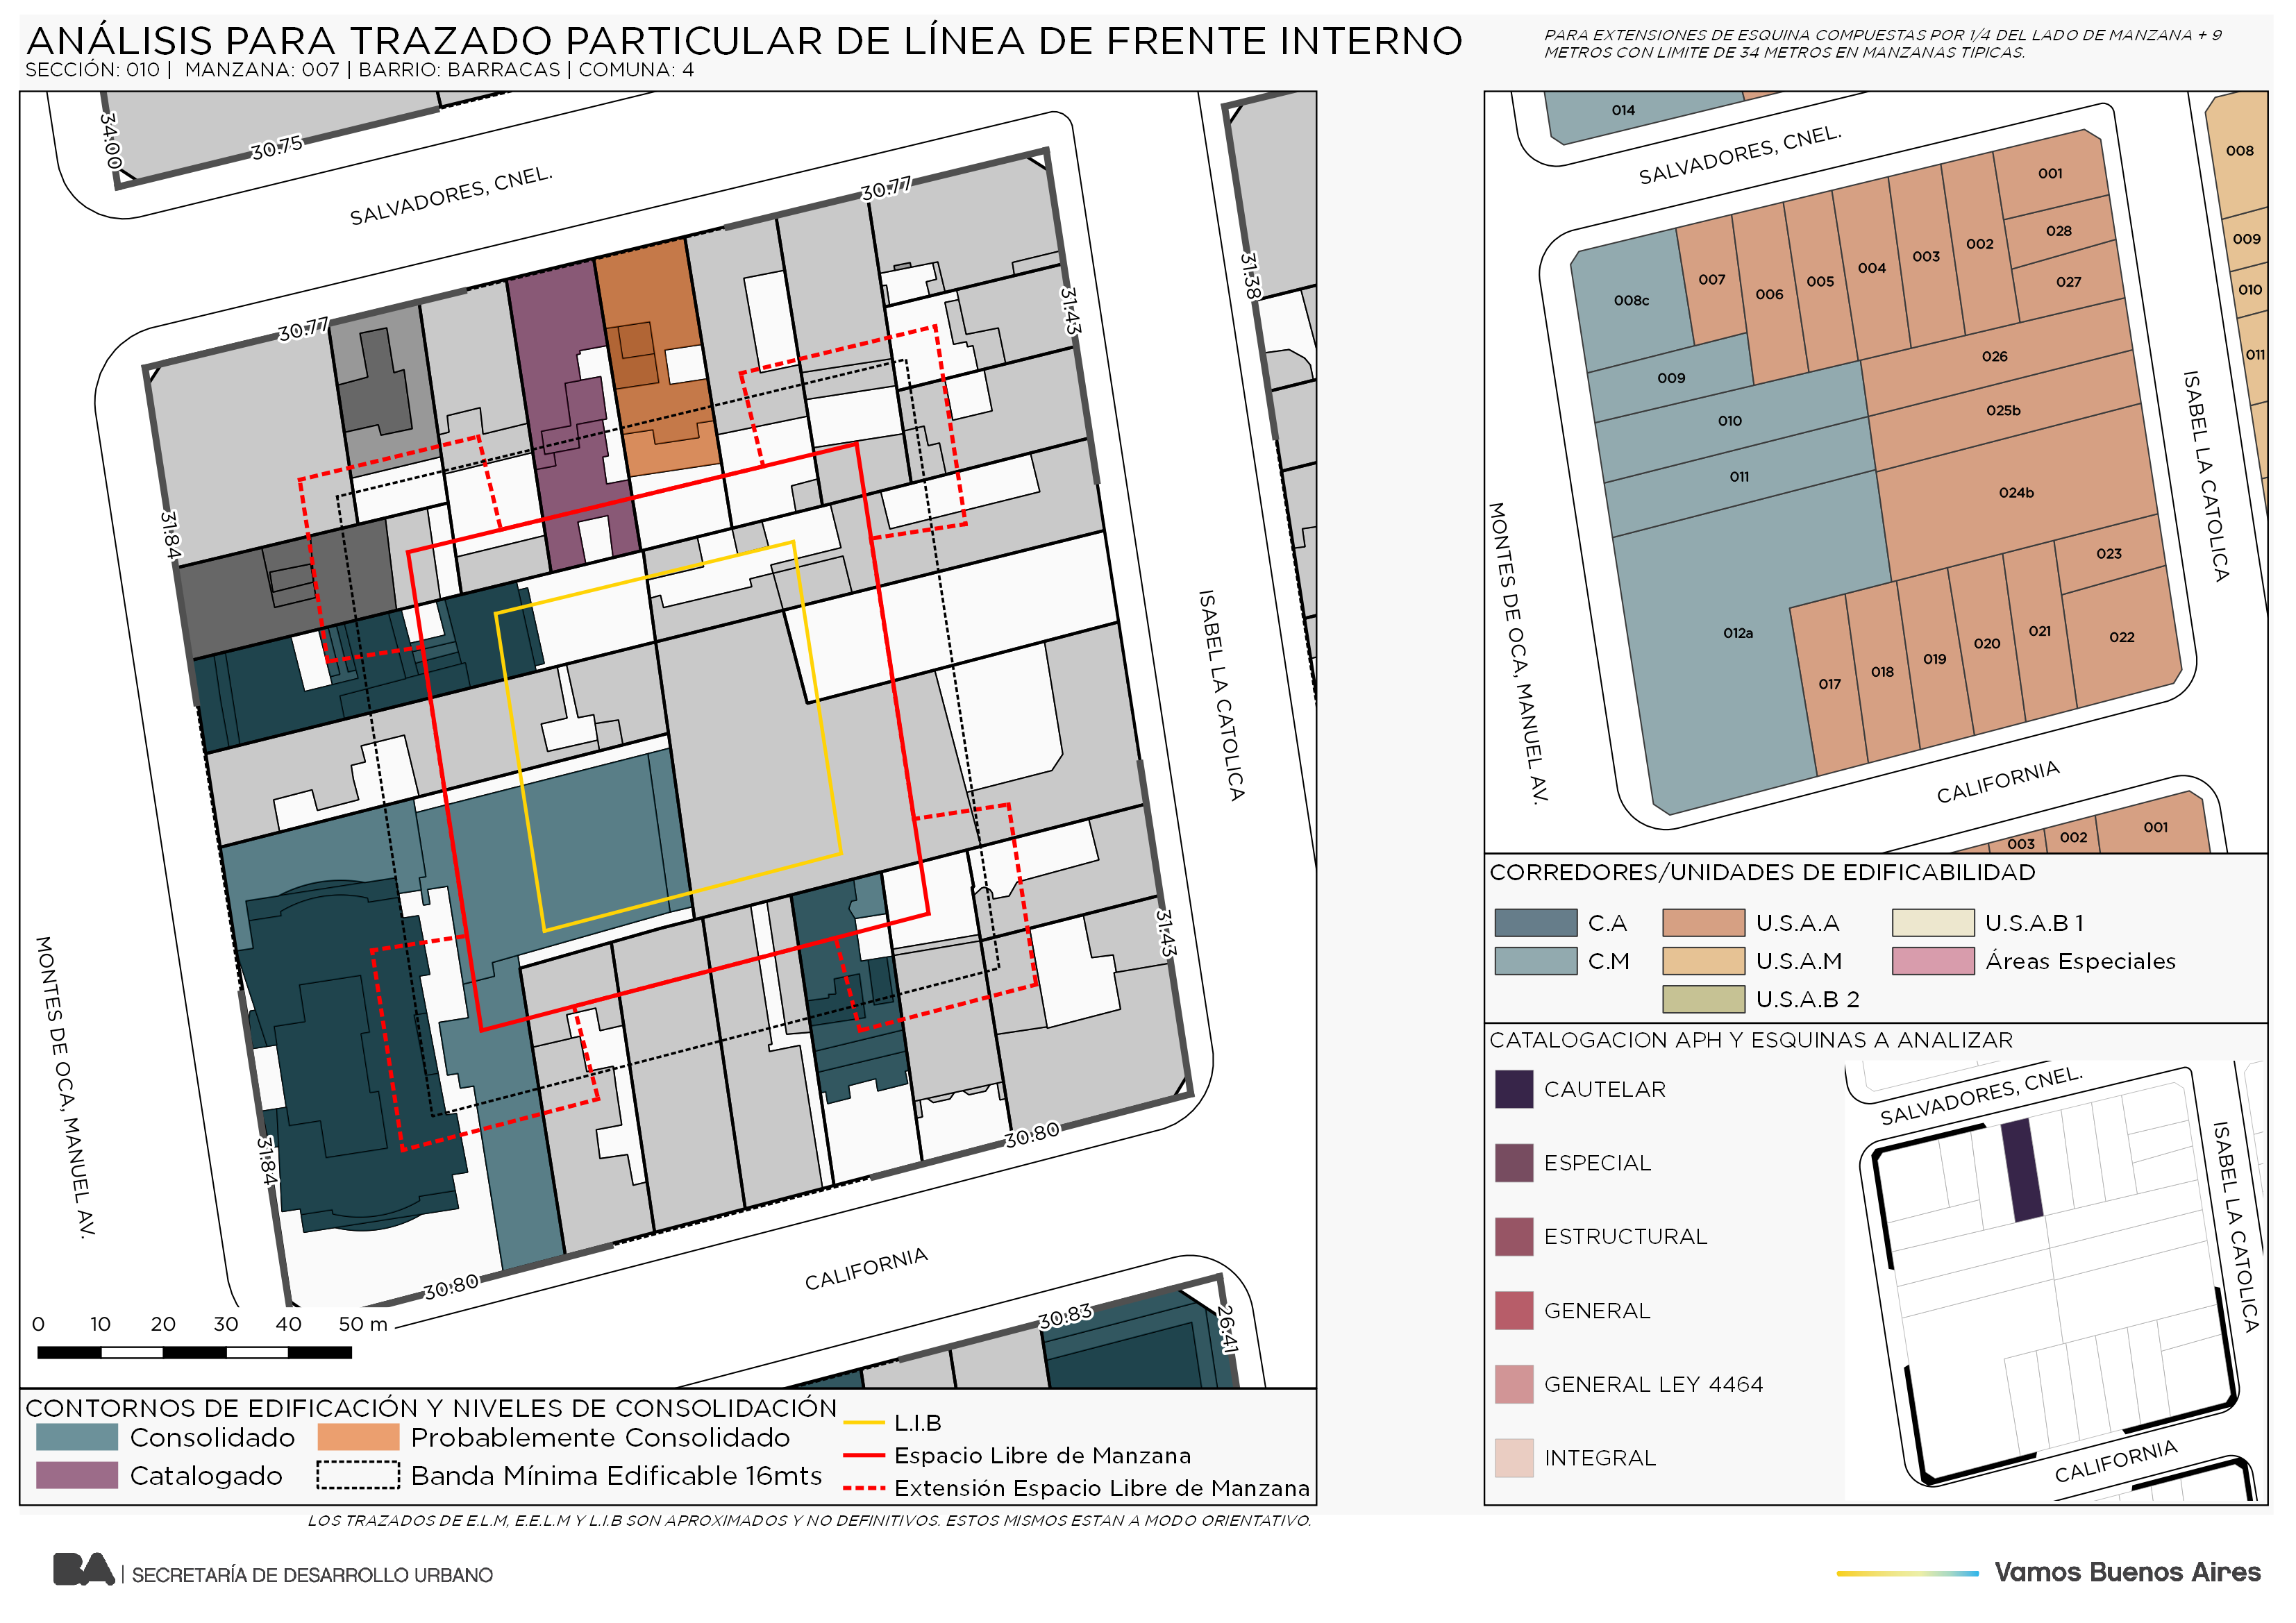 ANÁLISIS PARA TRAZADO PARTICULAR DE LÍNEA DE FRENTE INTERNO
SECCIÓN: 010 | MANZANA: 007 | BARRIO: BARRACAS | COMUNA: 4
PARA EXTENSIONES DE ESQUINA COMPUESTAS POR 1/4 DEL LADO DE MANZANA + 9
METROS CON LIMITE DE 34 METROS EN MANZANAS TIPICAS.
34.00
30.75
SALVADORES, CNEL.
30.77
30.77
31.38
31.43
31.84
ISABEL LA CATOLICA
31.43
MONTES DE OCA, MANUEL AV.
31.84
30.80
30.80
CALIFORNIA
30.83
26.41
0 10 20 30 40 50 m
CONTORNOS DE EDIFICACIÓN Y NIVELES DE CONSOLIDACIÓN
Consolidado
Probablemente Consolidado
Catalogado
Banda Mínima Edificable 16mts
L.I.B
Espacio Libre de Manzana
Extensión Espacio Libre de Manzana
LOS TRAZADOS DE E.L.M, E.E.L.M Y L.I.B SON APROXIMADOS Y NO DEFINITIVOS. ESTOS MISMOS ESTAN A MODO ORIENTATIVO.
014
SALVADORES, CNEL.
008
009
010
011
001
028
027
002
003
004
005
006
007
008c
009
010
011
026
025b
024b
023
022
021
020
019
018
017
012a
ISABEL LA CATOLICA
MONTES DE OCA, MANUEL AV.
CALIFORNIA
003
002
001
CORREDORES/UNIDADES DE EDIFICABILIDAD
C.A
U.S.A.A
U.S.A.B 1
C.M
U.S.A.M
Áreas Especiales
U.S.A.B 2
CATALOGACION APH Y ESQUINAS A ANALIZAR
CAUTELAR
ESPECIAL
ESTRUCTURAL
GENERAL
GENERAL LEY 4464
INTEGRAL
SALVADORES, CNEL.
ISABEL LA CATOLICA
CALIFORNIA
BA | SECRETARÍA DE DESARROLLO URBANO
Vamos Buenos Aires